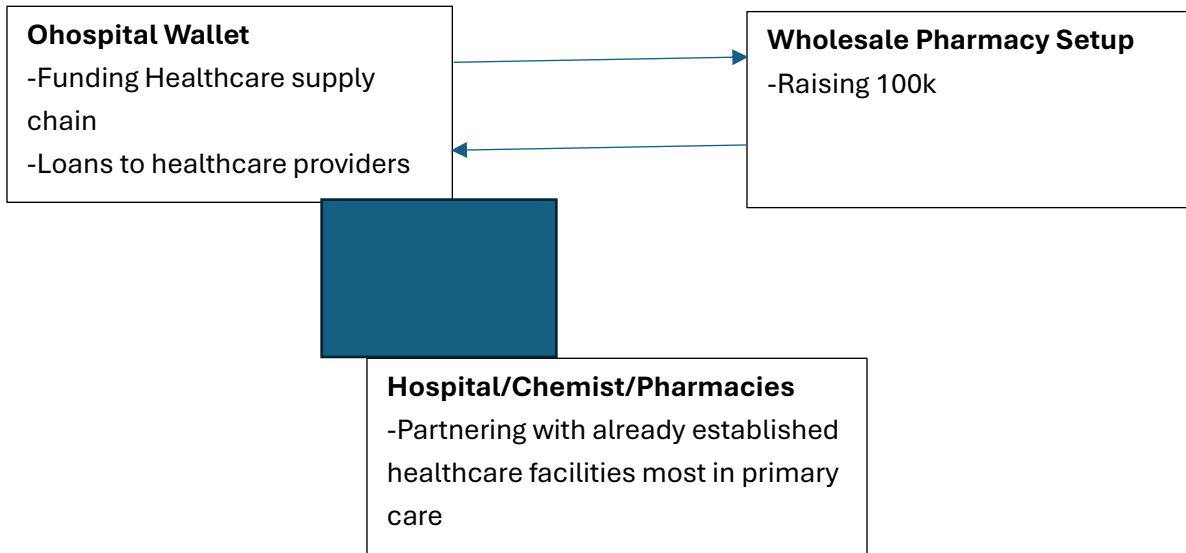 Ohospital Wallet
-Funding Healthcare supply
chain
-Loans to healthcare providers
Wholesale Pharmacy Setup
-Raising 100k
Hospital/Chemist/Pharmacies
-Partnering with already established
healthcare facilities most in primary
care